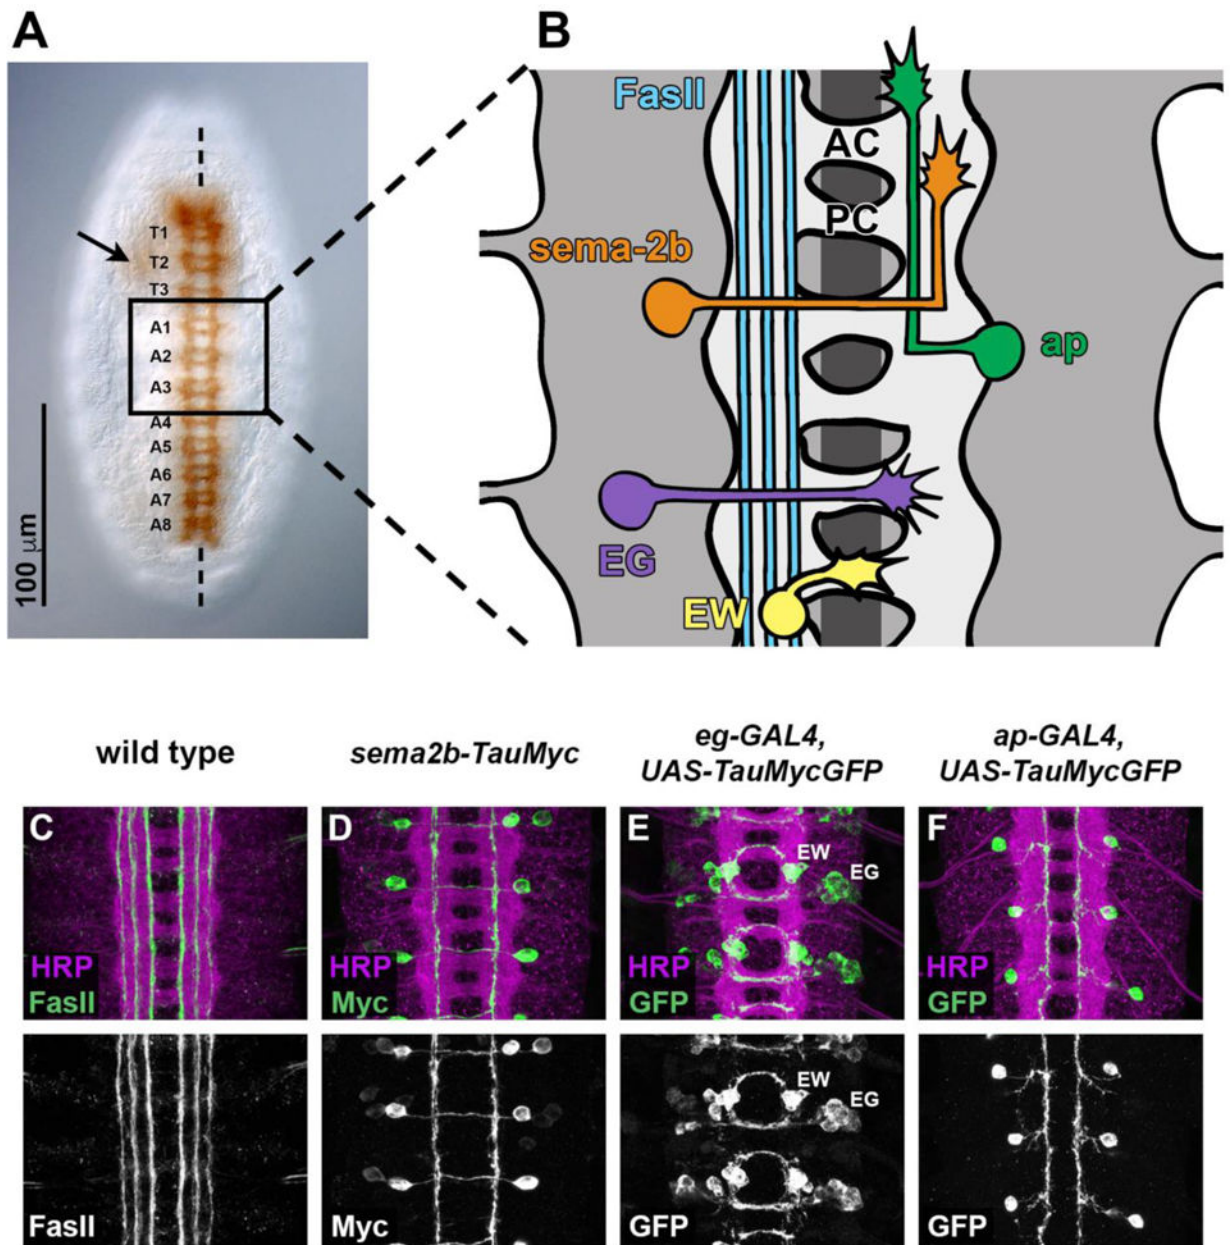 A
B
T1
T2
T3
A1
A2
A3
A4
A5
A6
A7
A8
100 μm
FasII
AC
PC
sema-2b
ap
EG
EW
wild type
sema2b-TauMyc
eg-GAL4,
UAS-TauMycGFP
ap-GAL4,
UAS-TauMycGFP
C
HRP
FasII
D
HRP
Myc
E
EW
EG
HRP
GFP
F
HRP
GFP
FasII
Myc
EW
EG
GFP
GFP